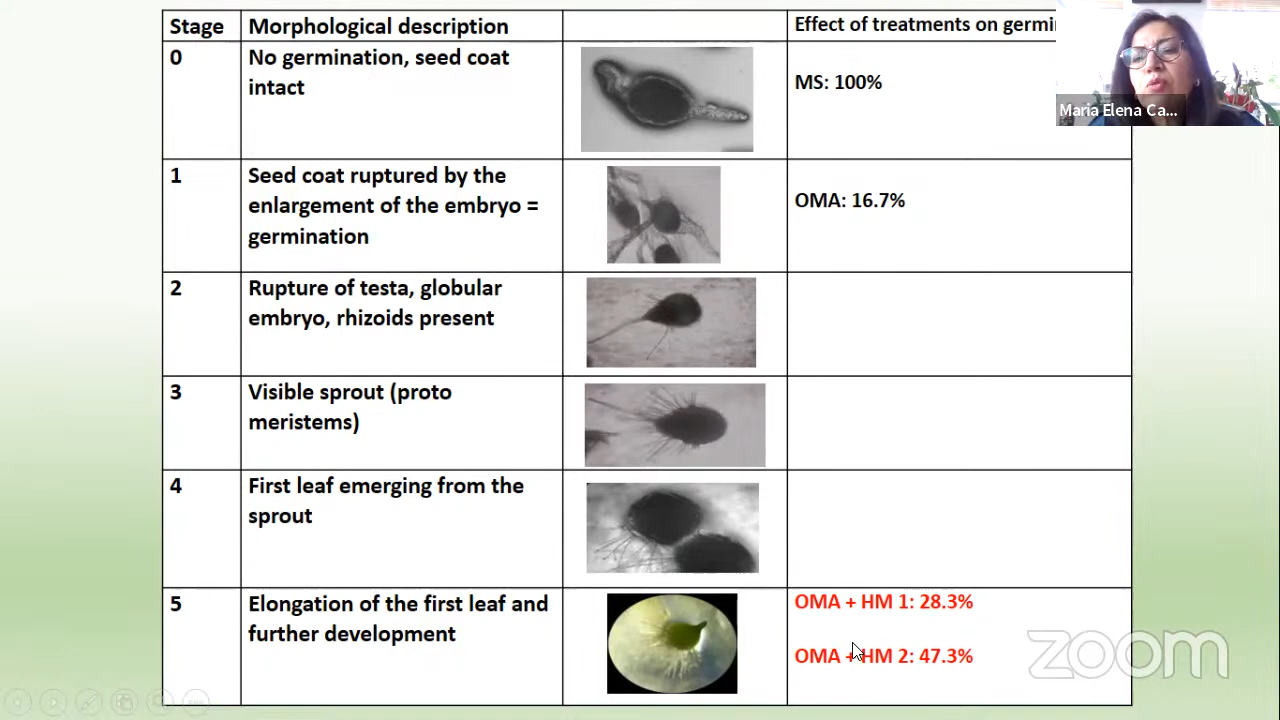 Stage Morphological description Effect of treatments on germi
0 No germination, seed coat
intact
MS: 100%
Maria Elena Ca...
1 Seed coat ruptured by the
enlargement of the embryo =
germination
OMA: 16.7%
2 Rupture of testa, globular
embryo, rhizoids present
3 Visible sprout (proto
meristems)
4 First leaf emerging from the
sprout
5 Elongation of the first leaf and
further development
OMA + HM 1: 28.3%
OMA + HM 2: 47.3%
zoom